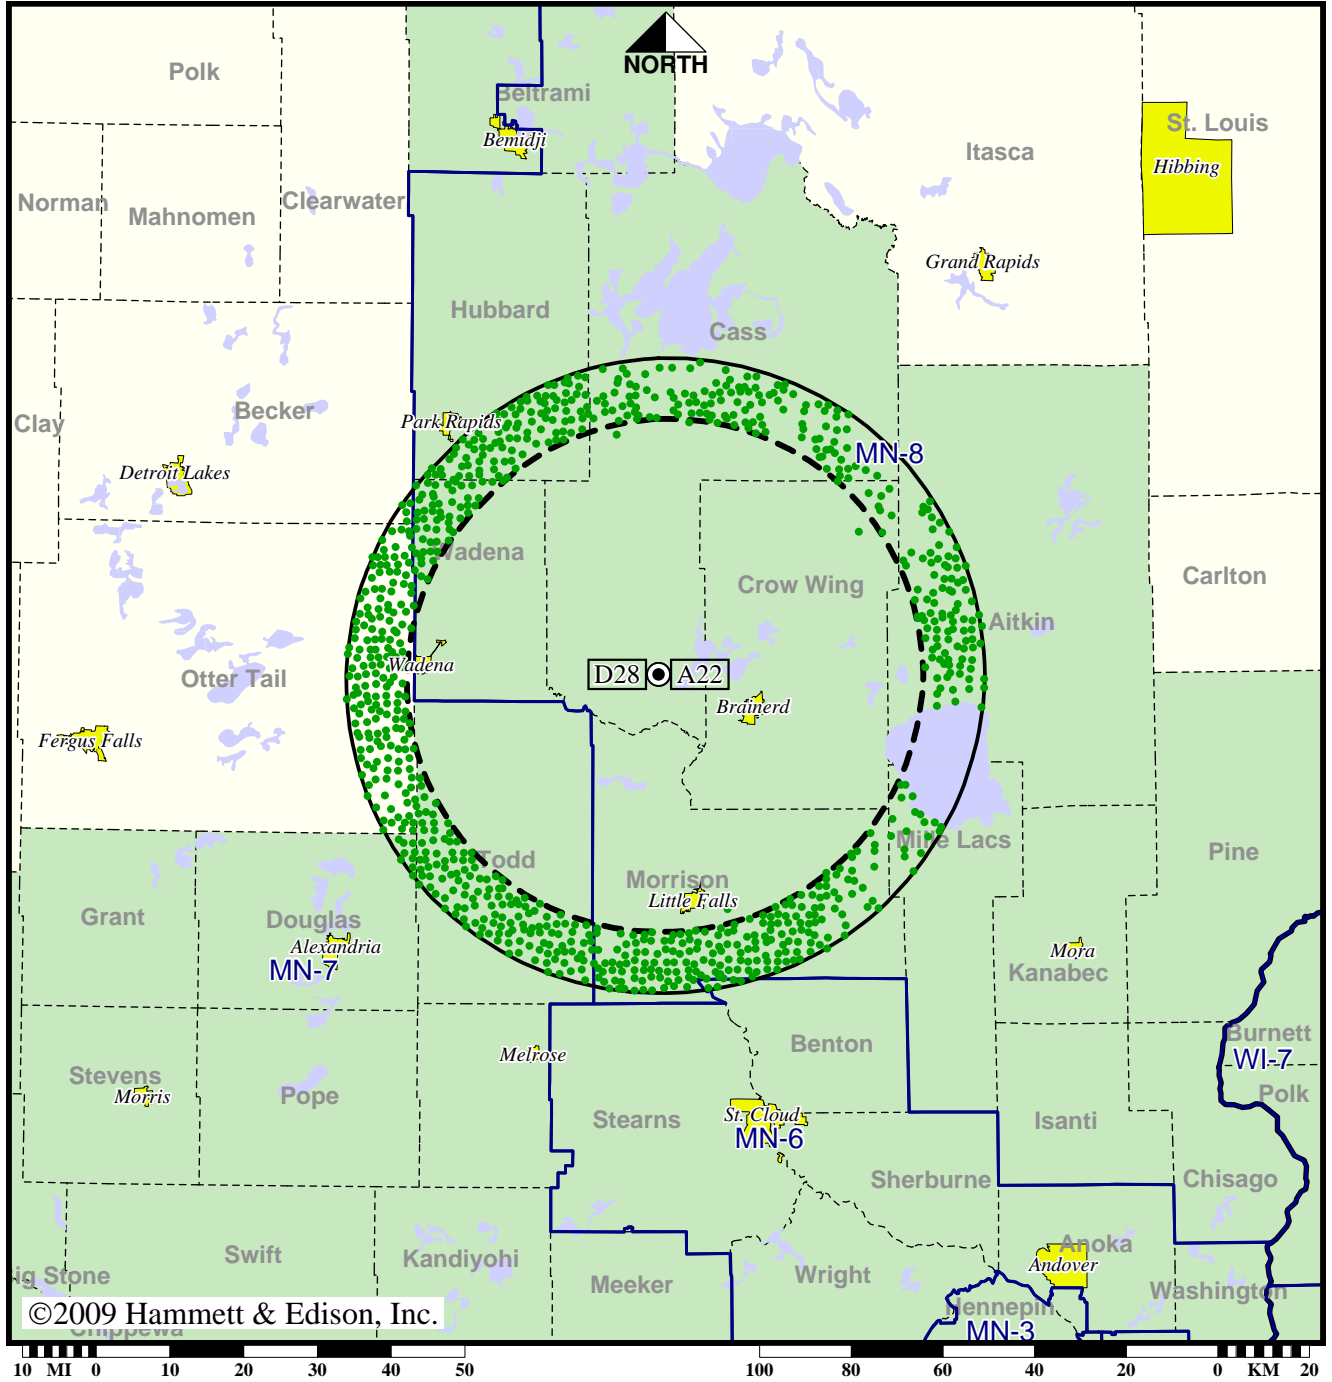 NORTH
Polk
Beltrami
Bemidji
St. Louis
Itasca
Hibbing
Norman
Mahnomen
Clearwater
Grand Rapids
Hubbard
Cass
Becker
Park Rapids
Clay
MN-8
Detroit Lakes
Wadena
Crow Wing
Carlton
Aitkin
Wadena
Otter Tail
D28
A22
Brainerd
Fergus Falls
Mille Lacs
Pine
Todd
Morrison
Little Falls
Grant
Douglas
Alexandria
MN-7
Mora
Kanabec
Burnett
WI-7
Melrose
Benton
Stevens
Morris
Pope
Polk
Stearns
St. Cloud
MN-6
Isanti
Sherburne
Chisago
Swift
Kandiyohi
Anoka
Andover
ig Stone
Meeker
Wright
Washington
Hennepin
©2009 Hammett & Edison, Inc.
Chippewa
MN-3
10 MI 0 10 20 30 40 50 100 80 60 40 20 0 KM 20